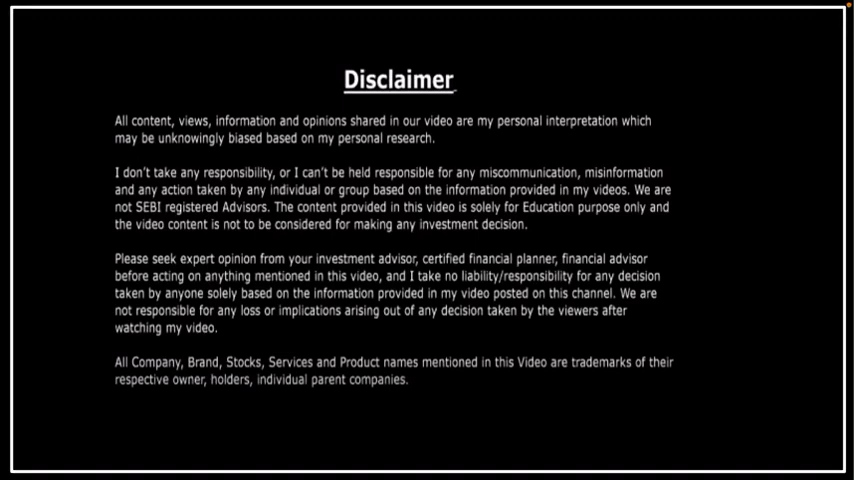 Disclaimer
All content, views, information and opinions shared in our video are my personal interpretation which
may be unknowingly biased based on my personal research.
I don't take any responsibility, or I can't be held responsible for any miscommunication, misinformation
and any action taken by any individual or group based on the information provided in my videos. We are
not SEBI registered Advisors. The content provided in this video is solely for Education purpose only and
the video content is not to be considered for making any investment decision.
Please seek expert opinion from your investment advisor, certified financial planner, financial advisor
before acting on anything mentioned in this video, and I take no liability/responsibility for any decision
taken by anyone solely based on the information provided in my video posted on this channel. We are
not responsible for any loss or implications arising out of any decision taken by the viewers after
watching my video.
All Company, Brand, Stocks, Services and Product names mentioned in this Video are trademarks of their
respective owner, holders, individual parent companies.